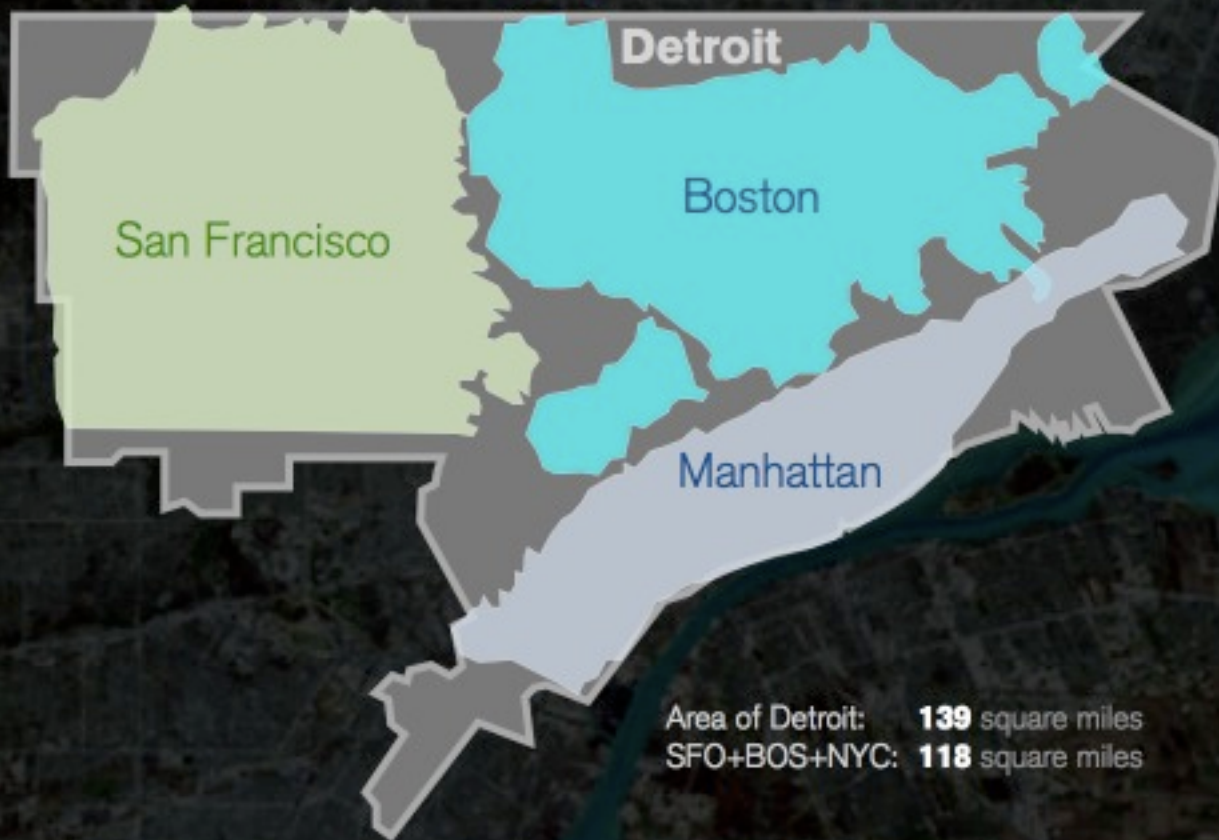 Detroit
Boston
San Francisco
Manhattan
Area of Detroit: 139 square miles
SFO+BOS+NYC: 118 square miles